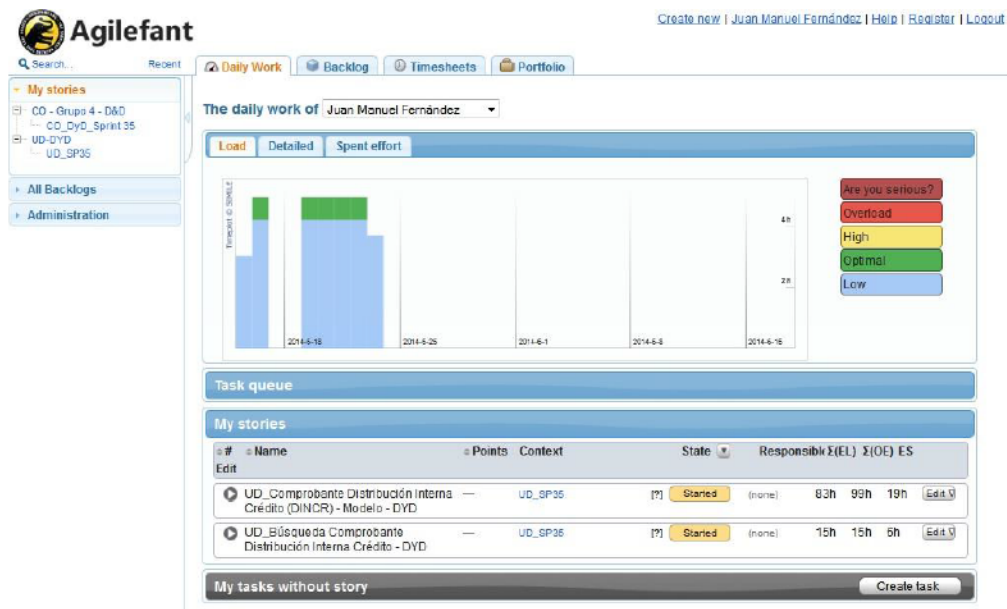 Agilefant
Create new | Juan Manuel Fernández | Help | Register | Logout
Search... Recent
Daily Work Backlog Timesheets Portfolio
My stories
CO - Grupo 4 - D&D
CO_DyD_Sprint 35
UD-DYD
UD_SP35
All Backlogs
Administration
The daily work of Juan Manuel Fernández
Load Detailed Spent effort
Timeplot © SIMILE
4h
2h
2014-5-18 2014-5-25 2014-6-1 2014-6-8 2014-6-15
Are you serious?
Overload
High
Optimal
Low
Task queue
My stories
# Name Points Context State Responsible Σ(EL) Σ(OE) ES
Edit
UD_Comprobante Distribución Interna — UD_SP35 [?] Started (none) 83h 99h 19h Edit
Crédito (DINCR) - Modelo - DYD
UD_Búsqueda Comprobante — UD_SP35 [?] Started (none) 15h 15h 6h Edit
Distribución Interna Crédito - DYD
My tasks without story Create task